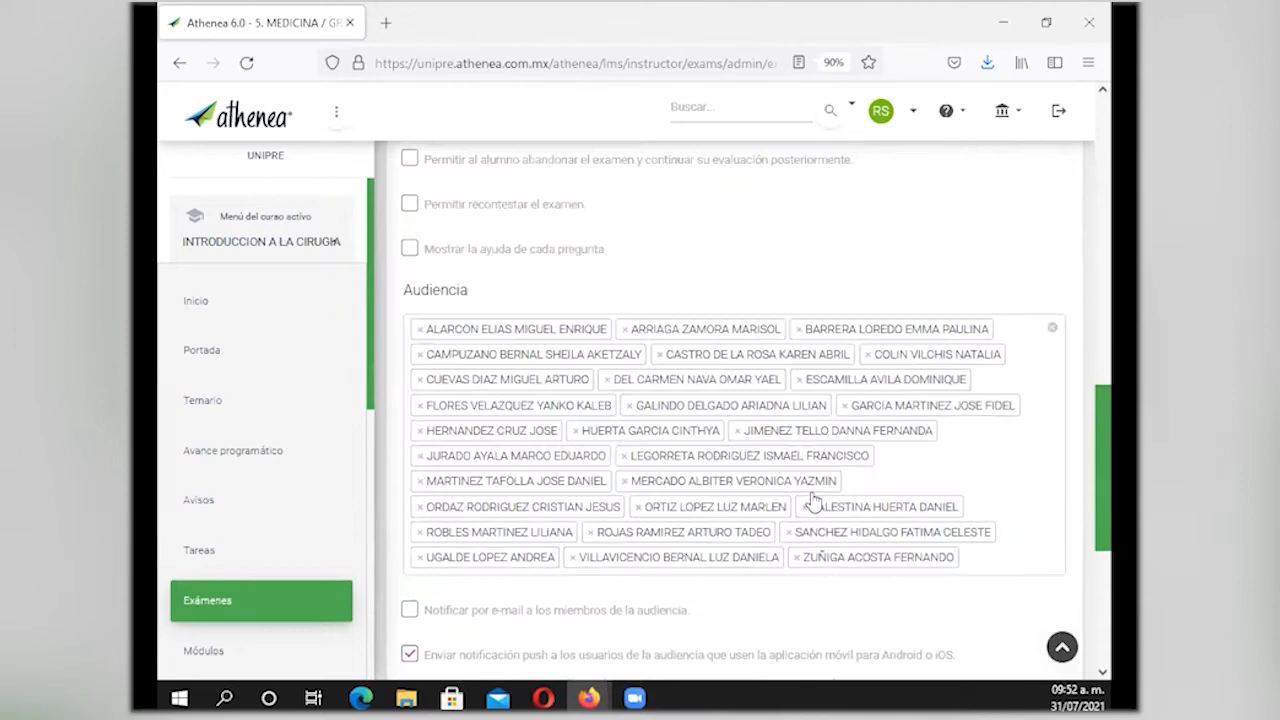 Athenea 6.0 - 5. MEDICINA / GR
https://unipre.athenea.com.mx/athenea/lms/instructor/exams/admin/e
90%
athenea
Buscar...
RS
UNIPRE
Menú del curso activo
INTRODUCCION A LA CIRUGIA
Inicio
Portada
Temario
Avance programático
Avisos
Tareas
Exámenes
Módulos
Permitir al alumno abandonar el examen y continuar su evaluación posteriormente.
Permitir recontestar el examen.
Mostrar la ayuda de cada pregunta
Audiencia
× ALARCON ELIAS MIGUEL ENRIQUE × ARRIAGA ZAMORA MARISOL × BARRERA LOREDO EMMA PAULINA
× CAMPUZANO BERNAL SHEILA AKETZALY × CASTRO DE LA ROSA KAREN ABRIL × COLIN VILCHIS NATALIA
× CUEVAS DIAZ MIGUEL ARTURO × DEL CARMEN NAVA OMAR YAEL × ESCAMILLA AVILA DOMINIQUE
× FLORES VELAZQUEZ YANKO KALEB × GALINDO DELGADO ARIADNA LILIAN × GARCIA MARTINEZ JOSE FIDEL
× HERNANDEZ CRUZ JOSE × HUERTA GARCIA CINTHYA × JIMENEZ TELLO DANNA FERNANDA
× JURADO AYALA MARCO EDUARDO × LEGORRETA RODRIGUEZ ISMAEL FRANCISCO
× MARTINEZ TAFOLLA JOSE DANIEL × MERCADO ALBITER VERONICA YAZMIN
× ORDAZ RODRIGUEZ CRISTIAN JESUS × ORTIZ LOPEZ LUZ MARLEN × HUERTA DANIEL
× ROBLES MARTINEZ LILIANA × ROJAS RAMIREZ ARTURO TADEO × SANCHEZ HIDALGO FATIMA CELESTE
× UGALDE LOPEZ ANDREA × VILLAVICENCIO BERNAL LUZ DANIELA × ZUÑIGA ACOSTA FERNANDO
Notificar por e-mail a los miembros de la audiencia.
Enviar notificación push a los usuarios de la audiencia que usen la aplicación móvil para Android o iOS.
09:52 a. m.
31/07/2021